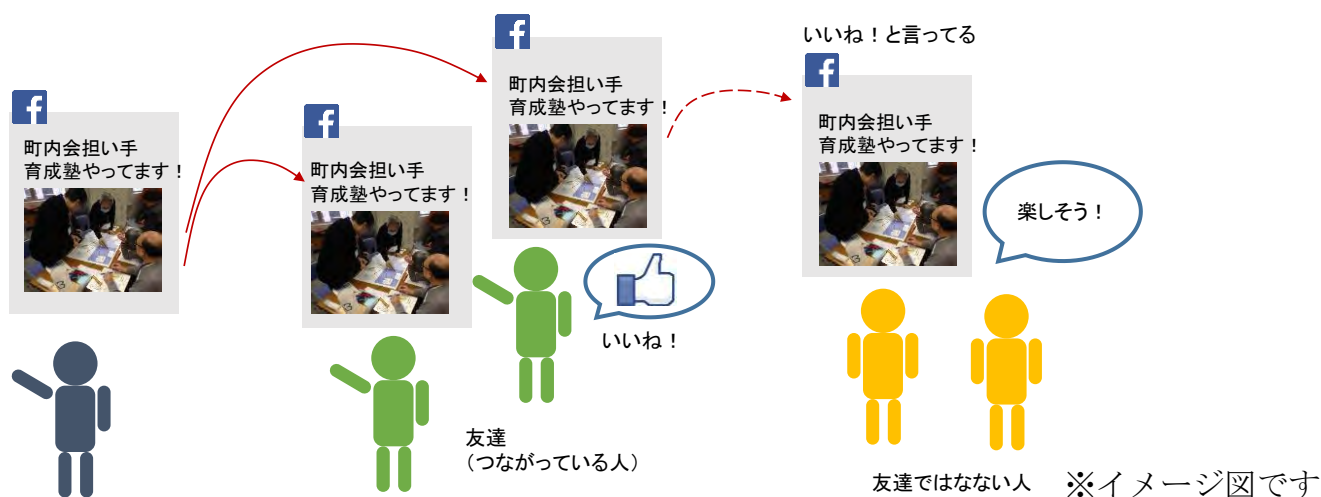 町内会担い手
育成塾やってます！
町内会担い手
育成塾やってます！
町内会担い手
育成塾やってます！
いいね！
友達
（つながっている人）
いいね！と言ってる
町内会担い手
育成塾やってます！
楽しそう！
友達ではなない人
※イメージ図です